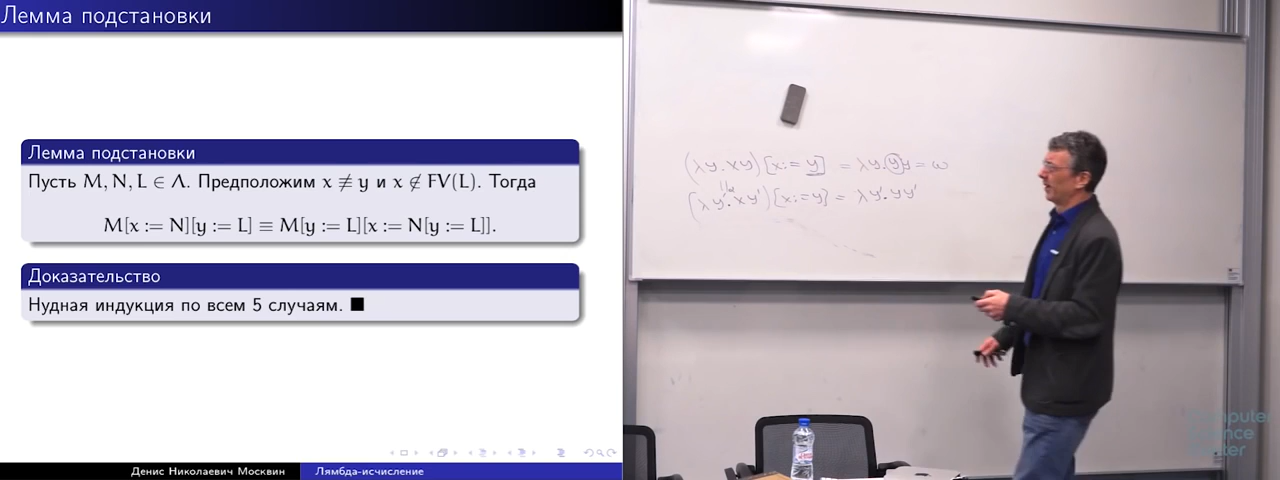 Лемма подстановки
Лемма подстановки
Пусть M, N, L ∈ Λ. Предположим x ≢ y и x ∉ FV(L). Тогда
M[x := N][y := L] ≡ M[y := L][x := N[y := L]].
Доказательство
Нудная индукция по всем 5 случаям. ■
Денис Николаевич Москвин
Лямбда-исчисление
(λy. xy)[x:=y] = λy. yy = ω
(λy'. xy')[x:=y] = λy'. yy'
Computer
Science
Center